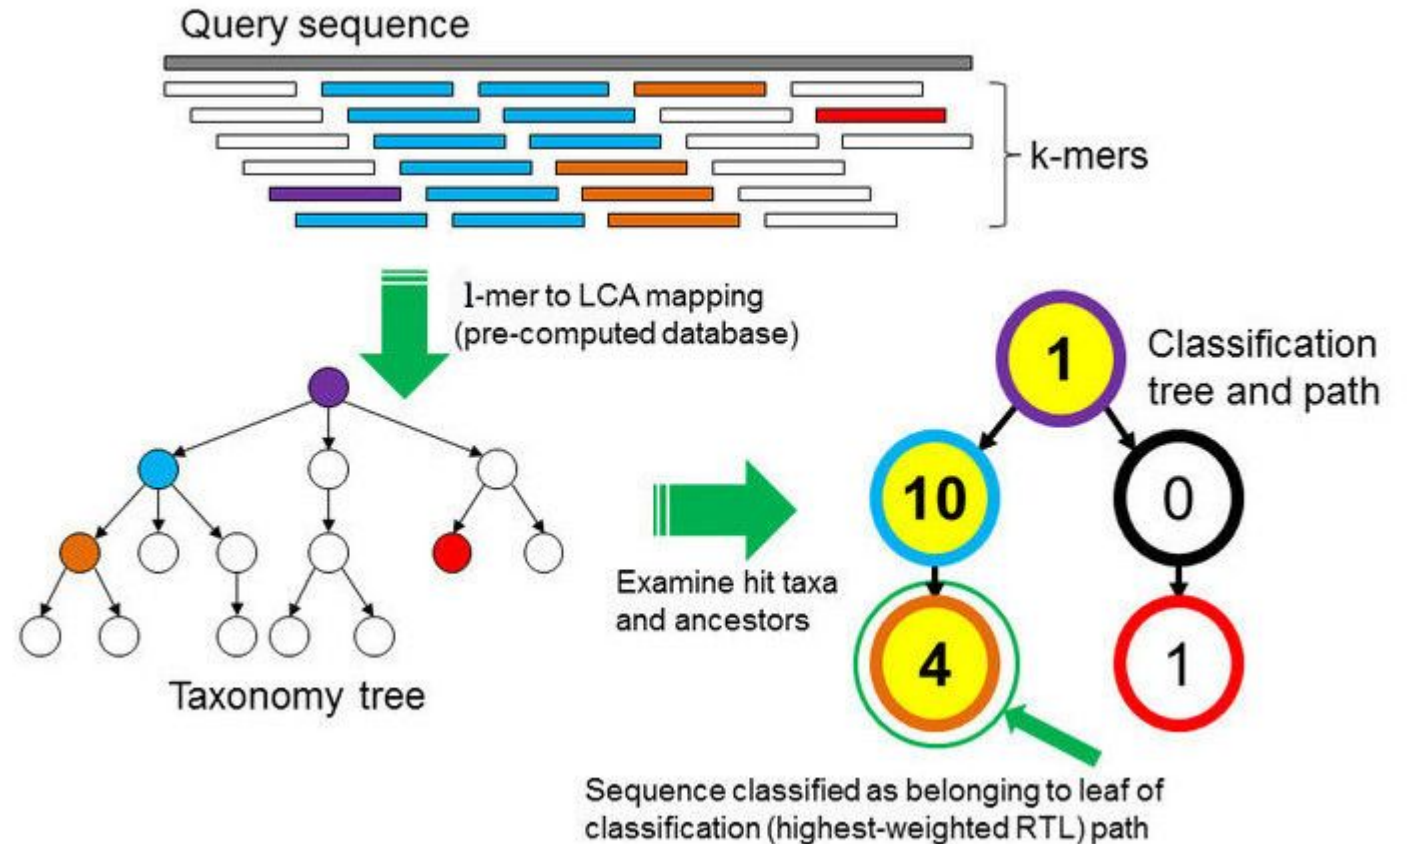 Query sequence
k-mers
l-mer to LCA mapping
(pre-computed database)
1
Classification
tree and path
10
0
Examine hit taxa
and ancestors
4
1
Taxonomy tree
Sequence classified as belonging to leaf of
classification (highest-weighted RTL) path